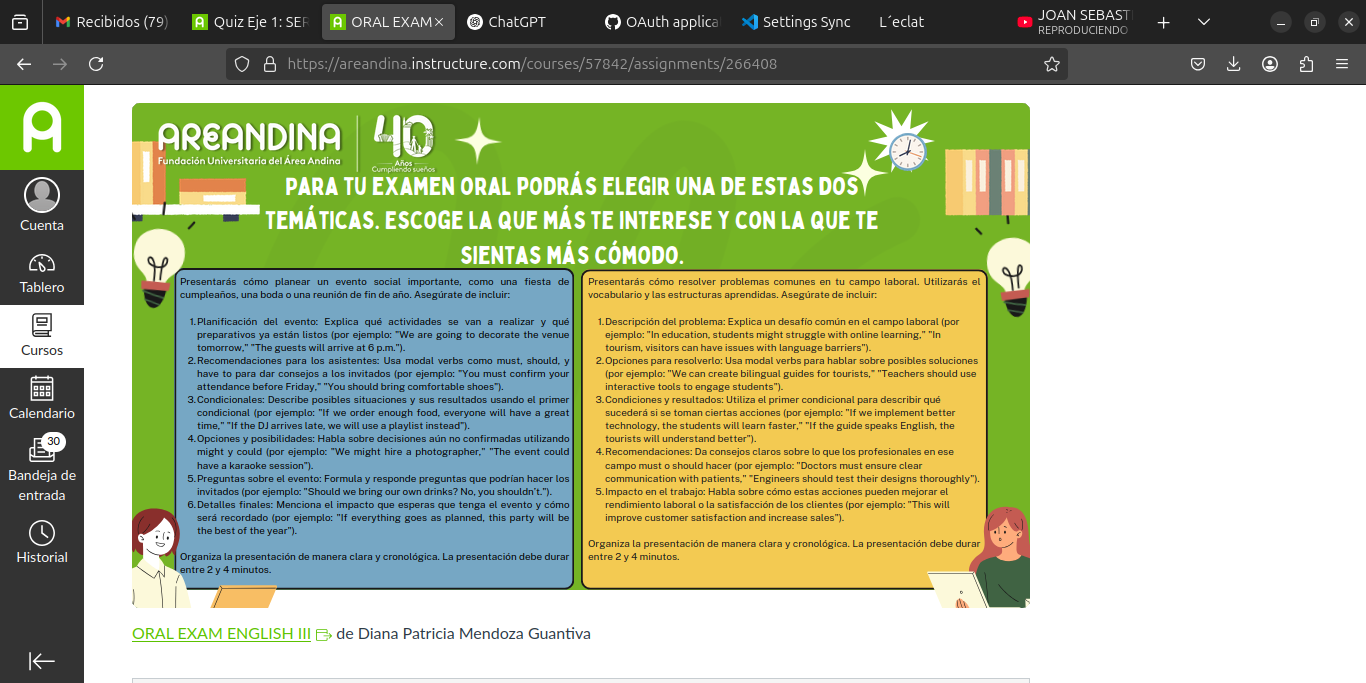 Recibidos (79)
Quiz Eje 1: SER
ORAL EXAM
ChatGPT
OAuth applica
Settings Sync
L´eclat
JOAN SEBASTI
REPRODUCIENDO
https://areandina.instructure.com/courses/57842/assignments/266408
Cuenta
Tablero
Cursos
Calendario
30
Bandeja de
entrada
Historial
AREANDINA
Fundación Universitaria del Área Andina
40
Años
Cumpliendo sueños
PARA TU EXAMEN ORAL PODRÁS ELEGIR UNA DE ESTAS DOS
TEMÁTICAS. ESCOGE LA QUE MÁS TE INTERESE Y CON LA QUE TE
SIENTAS MÁS CÓMODO.
Presentarás cómo planear un evento social importante, como una fiesta de
cumpleaños, una boda o una reunión de fin de año. Asegúrate de incluir:
1. Planificación del evento: Explica qué actividades se van a realizar y qué
preparativos ya están listos (por ejemplo: "We are going to decorate the venue
tomorrow," "The guests will arrive at 6 p.m.").
2. Recomendaciones para los asistentes: Usa modal verbs como must, should, y
have to para dar consejos a los invitados (por ejemplo: "You must confirm your
attendance before Friday," "You should bring comfortable shoes").
3. Condicionales: Describe posibles situaciones y sus resultados usando el primer
condicional (por ejemplo: "If we order enough food, everyone will have a great
time," "If the DJ arrives late, we will use a playlist instead").
4. Opciones y posibilidades: Habla sobre decisiones aún no confirmadas utilizando
might y could (por ejemplo: "We might hire a photographer," "The event could
have a karaoke session").
5. Preguntas sobre el evento: Formula y responde preguntas que podrían hacer los
invitados (por ejemplo: "Should we bring our own drinks? No, you shouldn't.").
6. Detalles finales: Menciona el impacto que esperas que tenga el evento y cómo
será recordado (por ejemplo: "If everything goes as planned, this party will be
the best of the year").
Organiza la presentación de manera clara y cronológica. La presentación debe durar
entre 2 y 4 minutos.
Presentarás cómo resolver problemas comunes en tu campo laboral. Utilizarás el
vocabulario y las estructuras aprendidas. Asegúrate de incluir:
1. Descripción del problema: Explica un desafío común en el campo laboral (por
ejemplo: "In education, students might struggle with online learning," "In
tourism, visitors can have issues with language barriers").
2. Opciones para resolverlo: Usa modal verbs para hablar sobre posibles soluciones
(por ejemplo: "We can create bilingual guides for tourists," "Teachers should use
interactive tools to engage students").
3. Condiciones y resultados: Utiliza el primer condicional para describir qué
sucederá si se toman ciertas acciones (por ejemplo: "If we implement better
technology, the students will learn faster," "If the guide speaks English, the
tourists will understand better").
4. Recomendaciones: Da consejos claros sobre lo que los profesionales en ese
campo must o should hacer (por ejemplo: "Doctors must ensure clear
communication with patients," "Engineers should test their designs thoroughly").
5. Impacto en el trabajo: Habla sobre cómo estas acciones pueden mejorar el
rendimiento laboral o la satisfacción de los clientes (por ejemplo: "This will
improve customer satisfaction and increase sales").
Organiza la presentación de manera clara y cronológica. La presentación debe durar
entre 2 y 4 minutos.
ORAL EXAM ENGLISH III de Diana Patricia Mendoza Guantiva